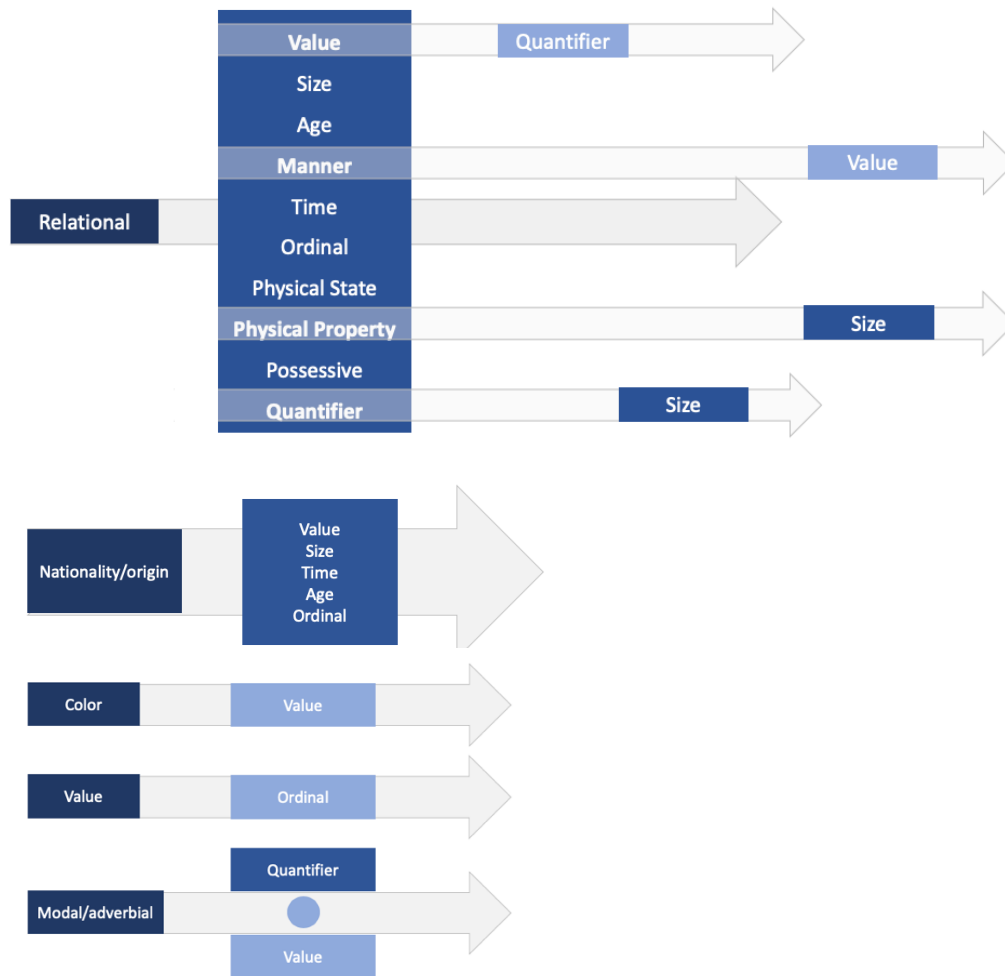 Value
Quantifier
Size
Age
Manner
Value
Time
Relational
Ordinal
Physical State
Physical Property
Size
Possessive
Quantifier
Size
Nationality/origin
Value
Size
Time
Age
Ordinal
Color
Value
Value
Ordinal
Quantifier
Modal/adverbial
Value